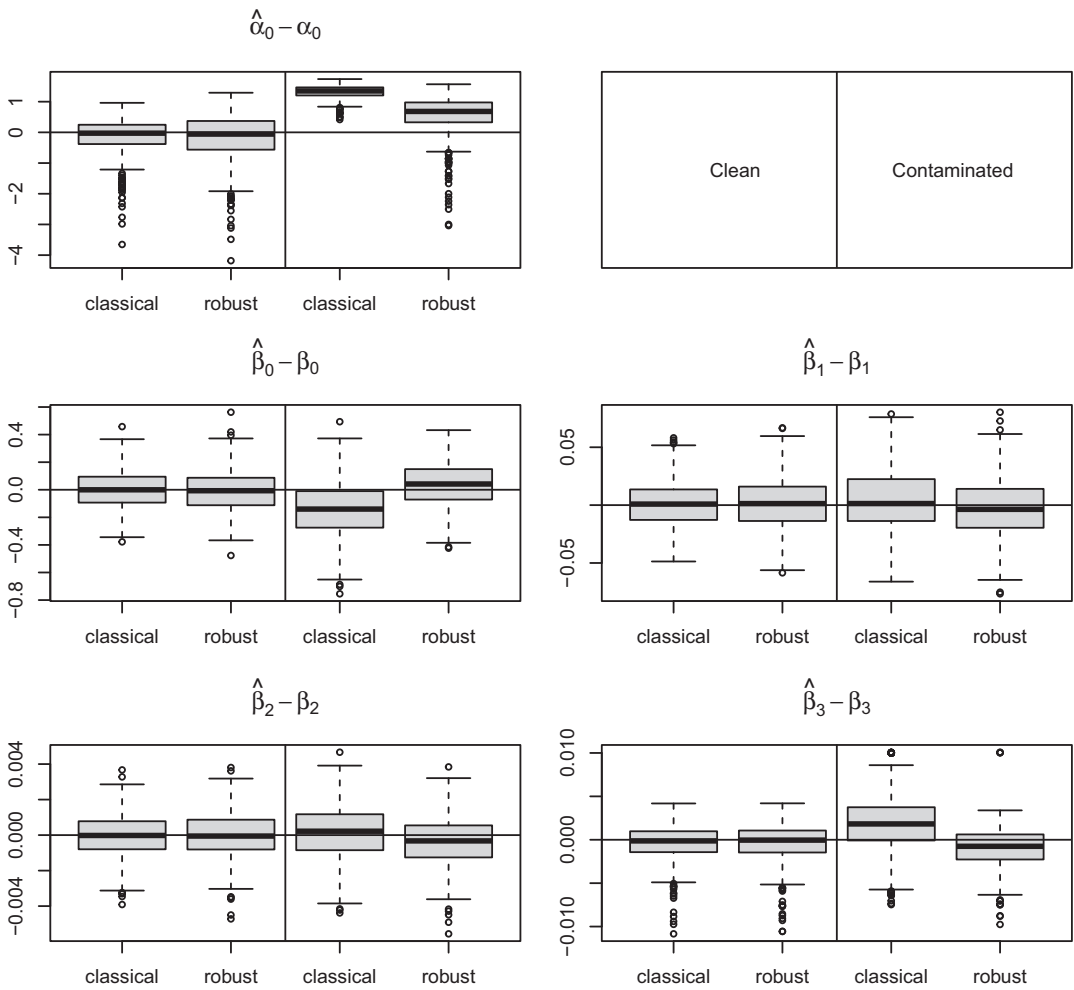 α̂₀ − α₀
1
0
−2
−4
classical robust classical robust
Clean Contaminated
β̂₀ − β₀
0.4
0.0
−0.4
−0.8
classical robust classical robust
β̂₁ − β₁
0.05
−0.05
classical robust classical robust
β̂₂ − β₂
0.004
0.000
−0.004
classical robust classical robust
β̂₃ − β₃
0.010
0.000
−0.010
classical robust classical robust